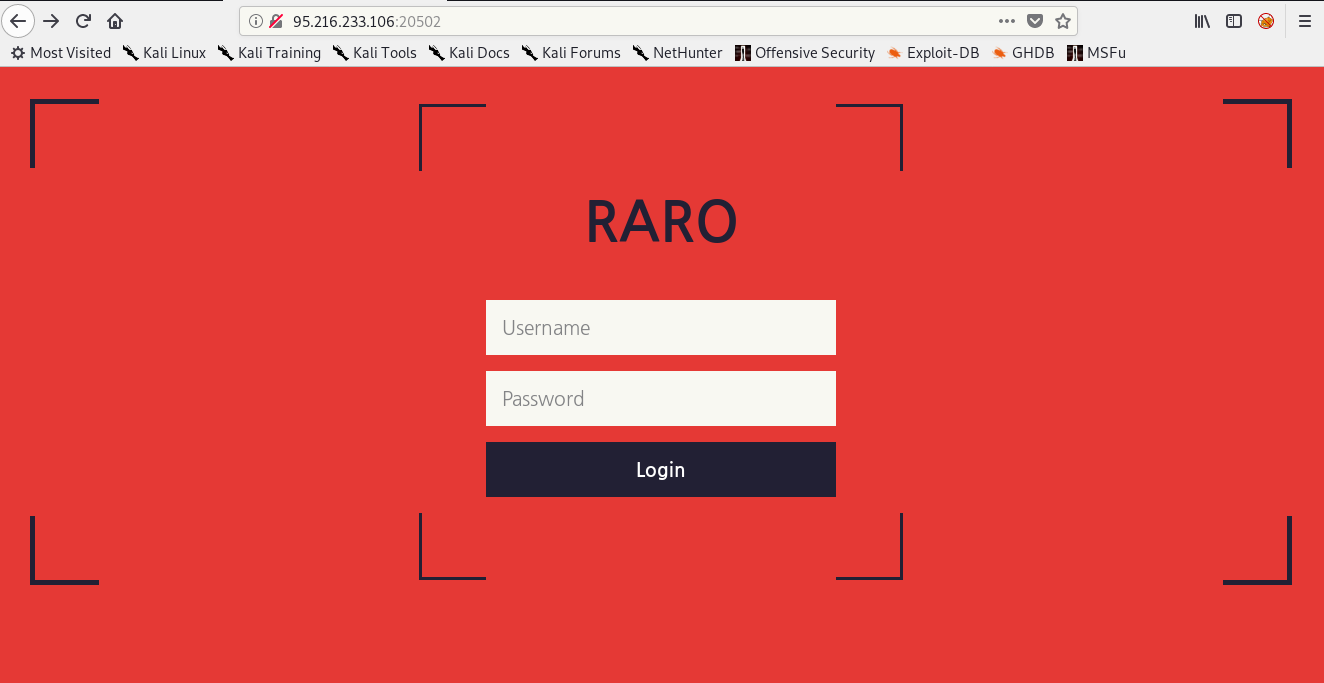 95.216.233.106:20502
Most Visited Kali Linux Kali Training Kali Tools Kali Docs Kali Forums NetHunter Offensive Security Exploit-DB GHDB MSFu
RARO
Username
Password
Login